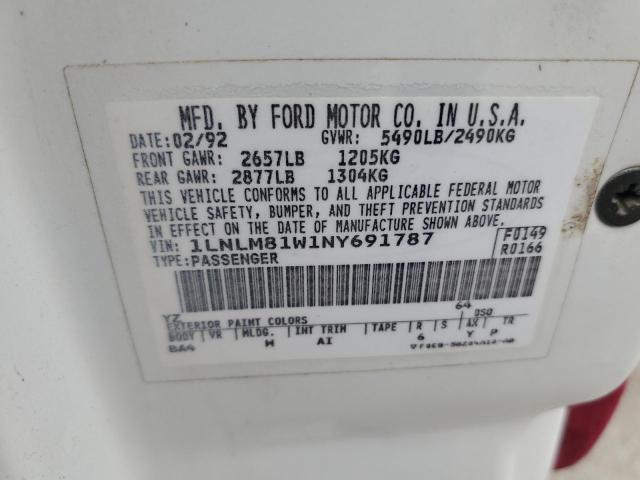 MFD. BY FORD MOTOR CO. IN U.S.A.
DATE: 02/92 GVWR: 5490LB/2490KG
FRONT GAWR: 2657LB 1205KG
REAR GAWR: 2877LB 1304KG
THIS VEHICLE CONFORMS TO ALL APPLICABLE FEDERAL MOTOR
VEHICLE SAFETY, BUMPER, AND THEFT PREVENTION STANDARDS
IN EFFECT ON THE DATE OF MANUFACTURE SHOWN ABOVE.
VIN: 1LNLM81W1NY691787 F0149
TYPE: PASSENGER R0166
YZ 64
EXTERIOR PAINT COLORS DSO
BODY VR MLDG. INT TRIM TAPE R S AX TR
BA4 M AI 6 Y P